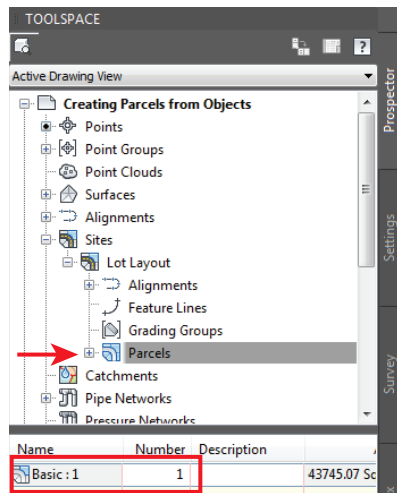 TOOLSPACE
?
Active Drawing View
Creating Parcels from Objects
Points
Point Groups
Point Clouds
Surfaces
Alignments
Sites
Lot Layout
Alignments
Feature Lines
Grading Groups
Parcels
Catchments
Pipe Networks
Pressure Networks
Name Number Description
Basic : 1 1 43745.07 Sc
Prospector
Settings
Survey